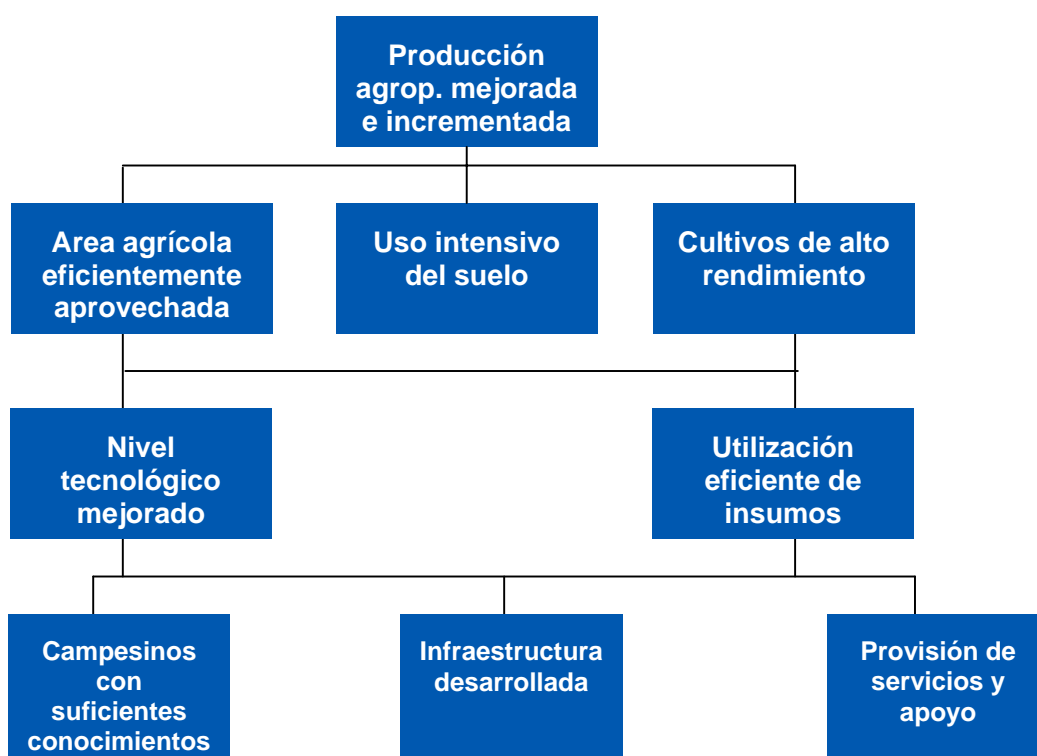 Producción
agrop. mejorada
e incrementada
Area agrícola
eficientemente
aprovechada
Uso intensivo
del suelo
Cultivos de alto
rendimiento
Nivel
tecnológico
mejorado
Utilización
eficiente de
insumos
Campesinos
con
suficientes
conocimientos
Infraestructura
desarrollada
Provisión de
servicios y
apoyo